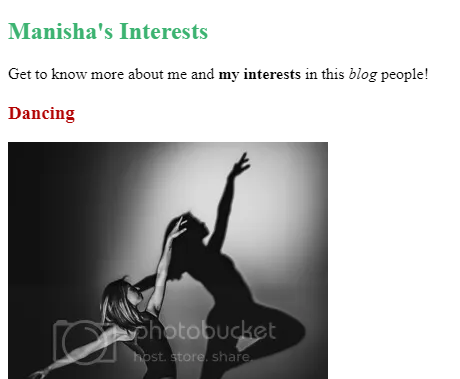 Manisha's Interests
Get to know more about me and my interests in this blog people!
Dancing
photobucket
host. store. share.